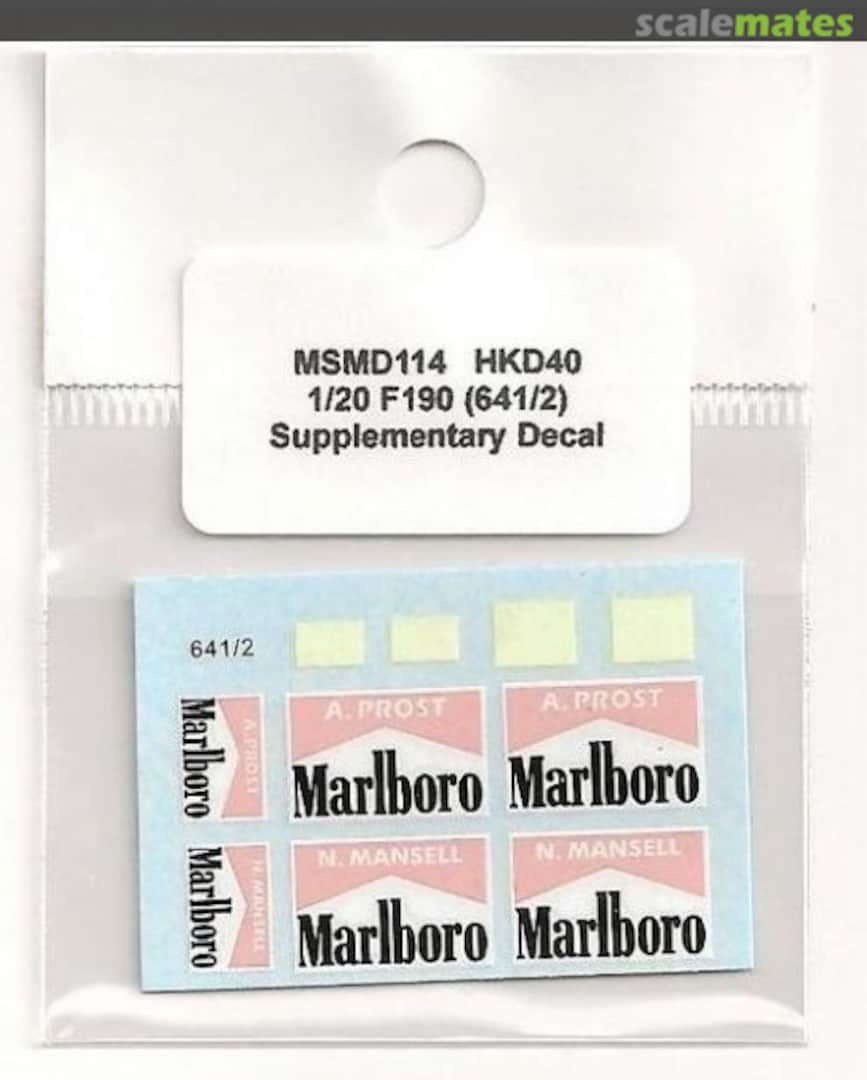 scalemates
MSMD114 HKD40
1/20 F190 (641/2)
Supplementary Decal
641/2
Marlboro
A. PROST
A. PROST
Marlboro
A. PROST
Marlboro
Marlboro
N. MANSELL
N. MANSELL
Marlboro
N. MANSELL
Marlboro